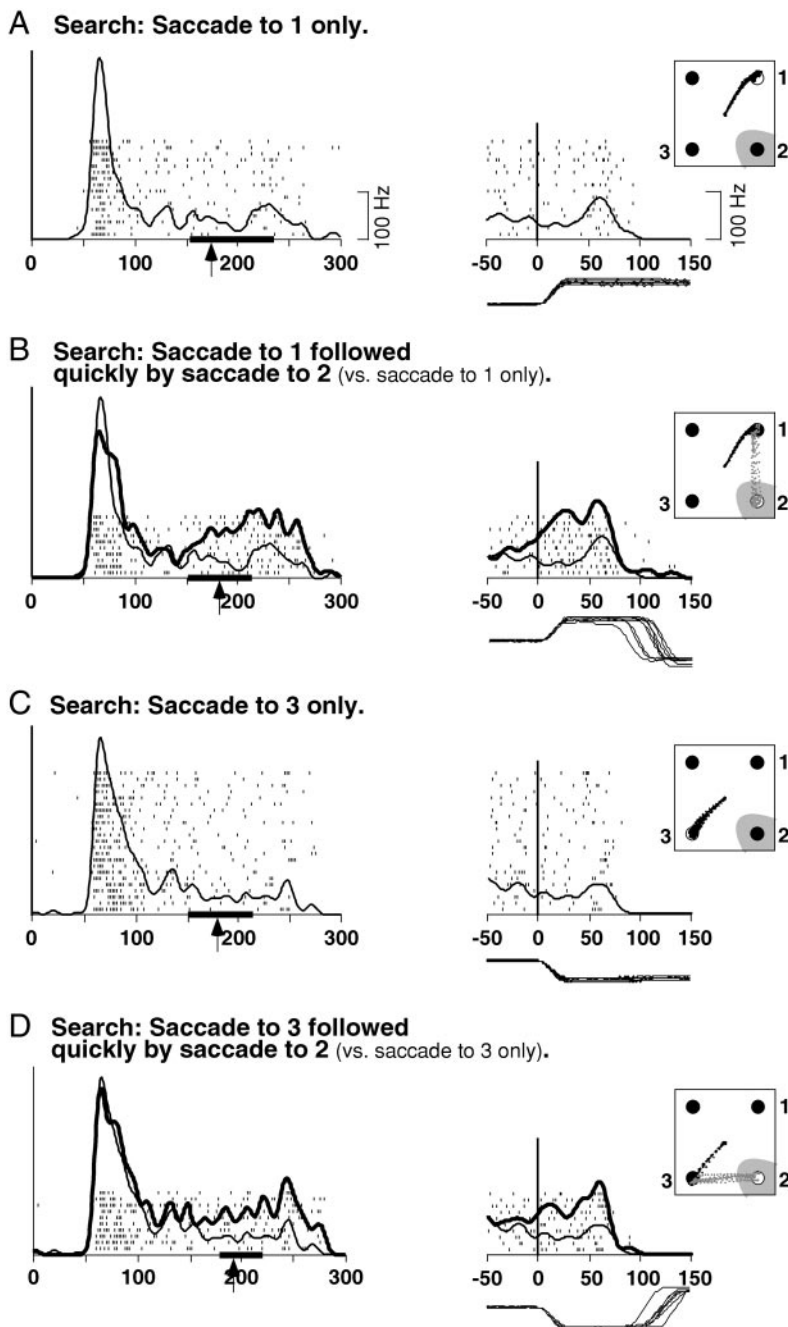 A Search: Saccade to 1 only.
1
3 2
100 Hz
100 Hz
0 100 200 300
-50 0 50 100 150
B Search: Saccade to 1 followed
quickly by saccade to 2 (vs. saccade to 1 only).
1
3 2
0 100 200 300
-50 0 50 100 150
C Search: Saccade to 3 only.
1
3 2
0 100 200 300
-50 0 50 100 150
D Search: Saccade to 3 followed
quickly by saccade to 2 (vs. saccade to 3 only).
1
3 2
0 100 200 300
-50 0 50 100 150